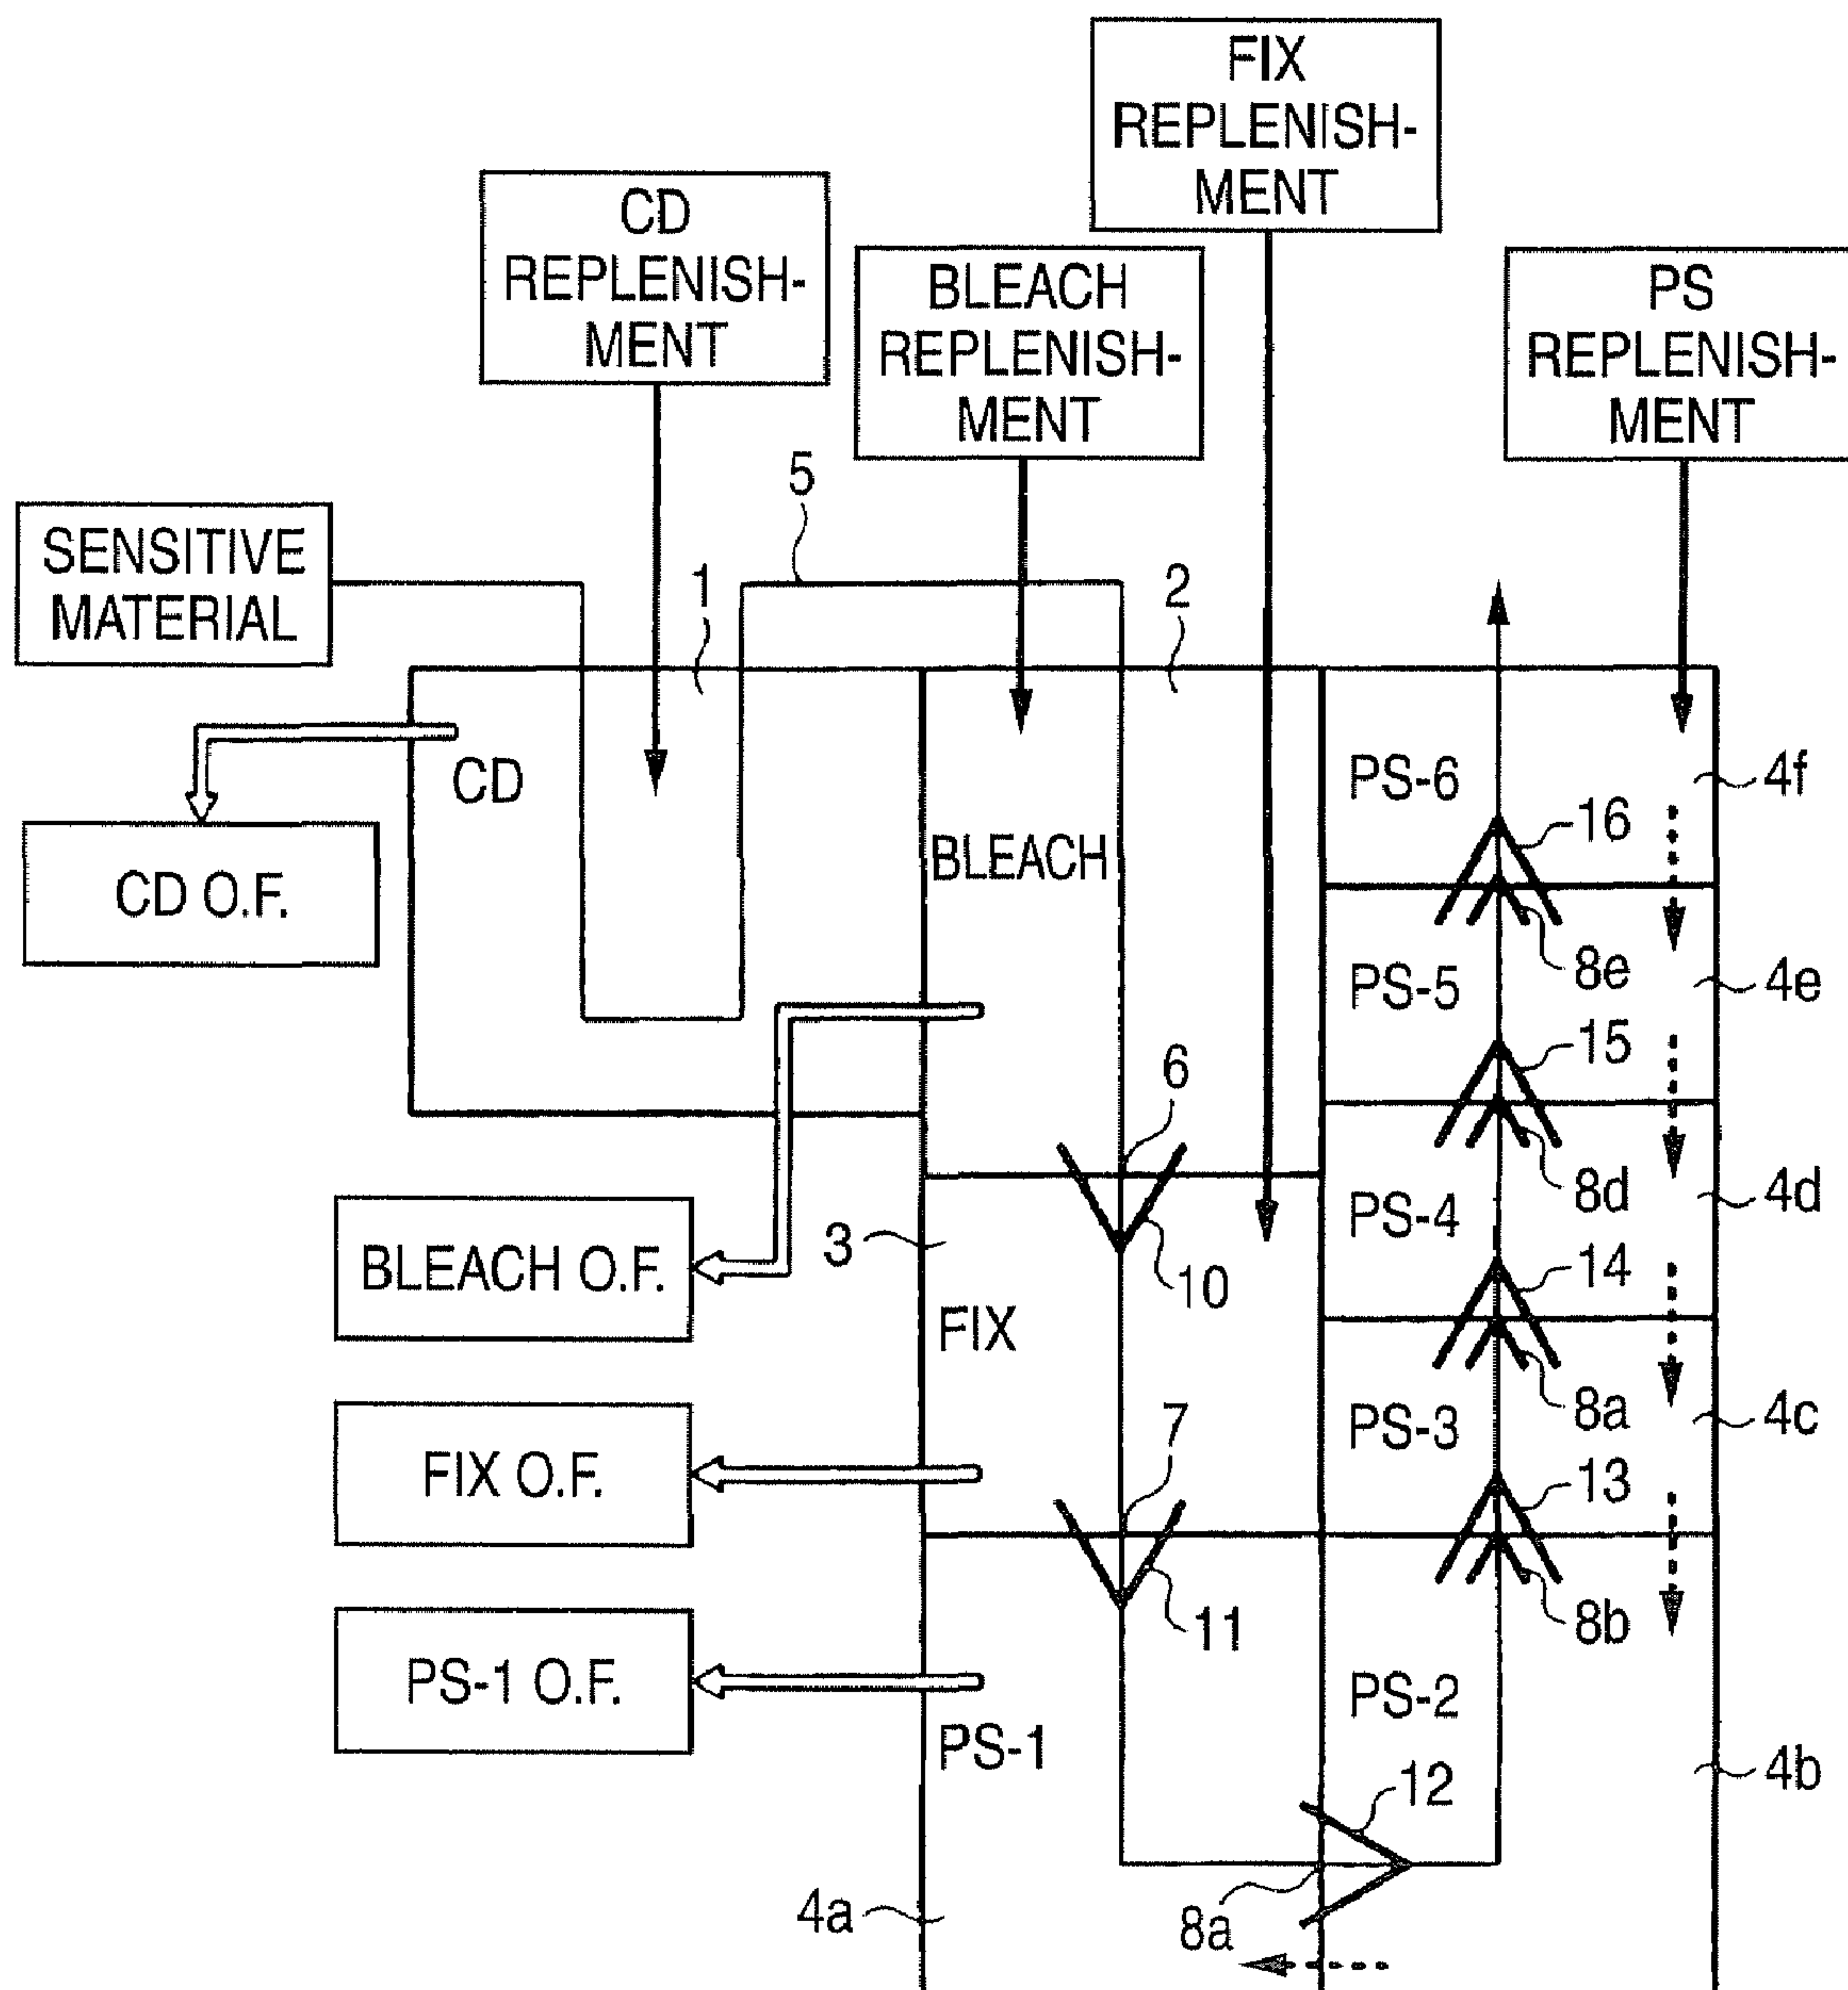 FIX
REPLENISH-
MENT
CD
REPLENISH-
MENT
BLEACH
REPLENISH-
MENT
PS
REPLENISH-
MENT
5
SENSITIVE
MATERIAL
1
2
CD
PS-6
4f
16
BLEACH
CD O.F.
8e
PS-5
4e
15
6
8d
PS-4
4d
3
BLEACH O.F.
10
14
FIX
8a
PS-3
4c
7
FIX O.F.
13
11
8b
PS-1 O.F.
PS-2
PS-1
4b
12
4a
8a